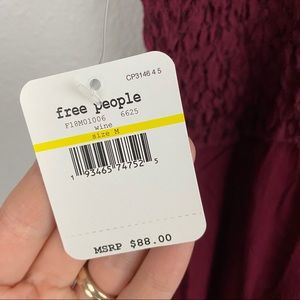 CP3146 4 5
free people
F18M01006 6625
wine
size M
1 93465 74752 5
MSRP $88.00